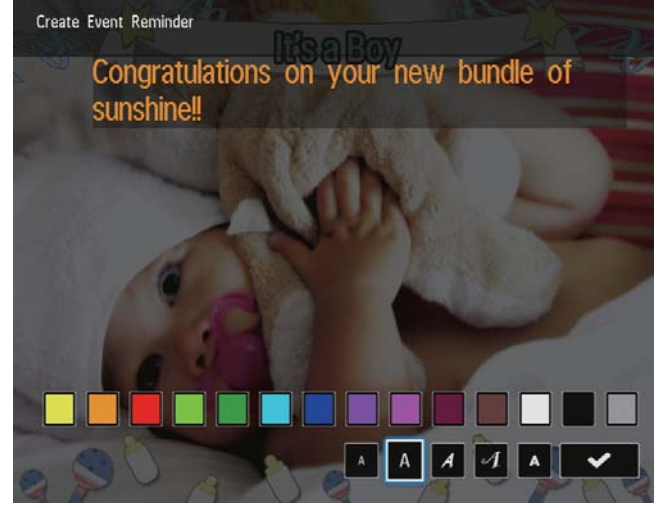 Create Event Reminder
It's a Boy
Congratulations on your new bundle of
sunshine!!
A A A A A